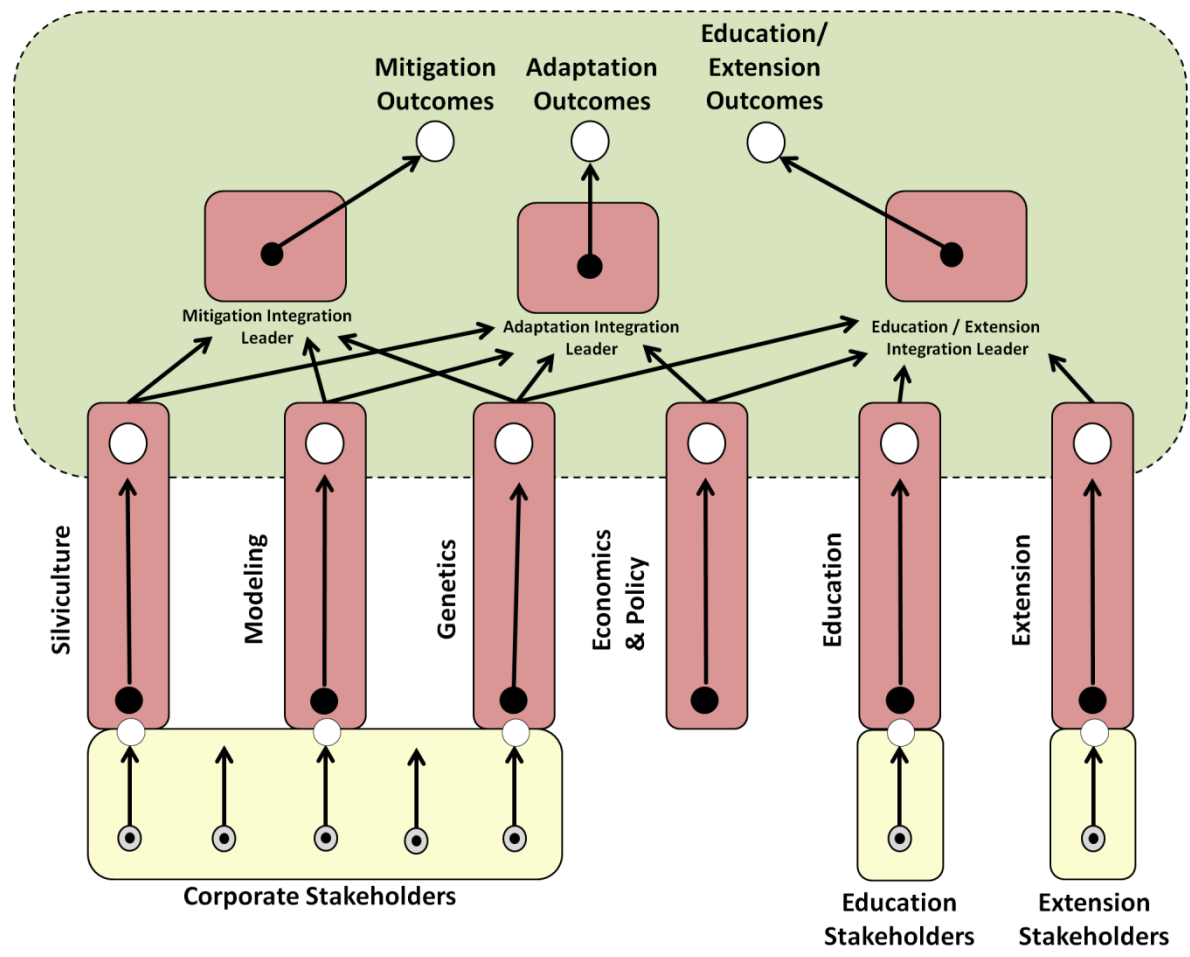 Mitigation
Outcomes
Adaptation
Outcomes
Education/
Extension
Outcomes
Mitigation Integration
Leader
Adaptation Integration
Leader
Education / Extension
Integration Leader
Silviculture
Modeling
Genetics
Economics
& Policy
Education
Extension
Corporate Stakeholders
Education
Stakeholders
Extension
Stakeholders